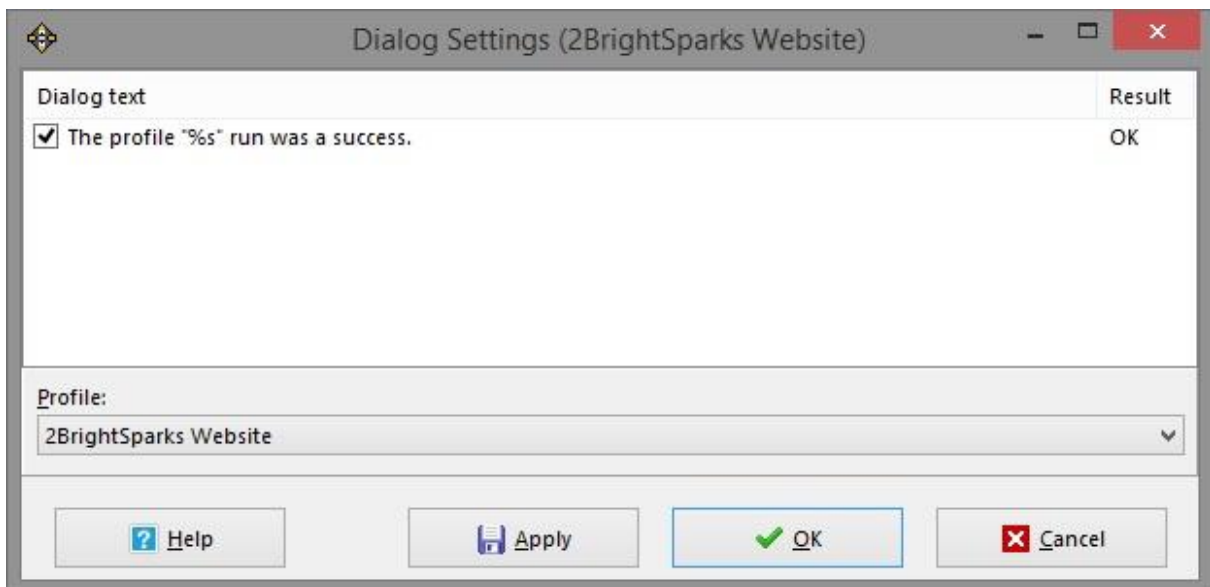 Dialog Settings (2BrightSparks Website)
Dialog text Result
The profile "%s" run was a success. OK
Profile:
2BrightSparks Website
Help Apply OK Cancel